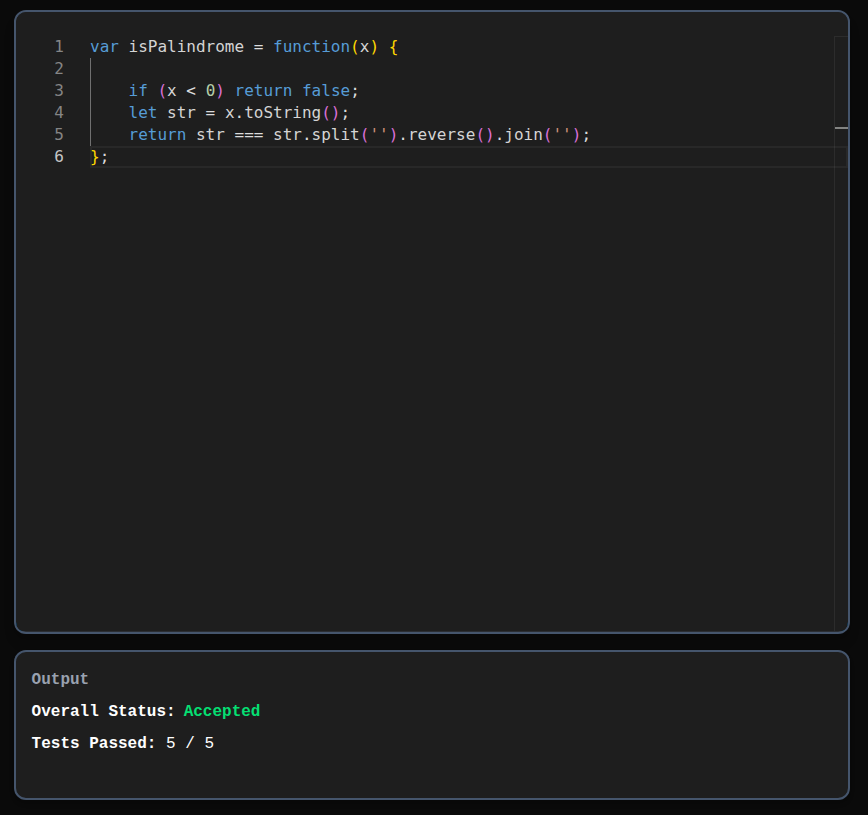 1 var isPalindrome = function(x) {
2
3     if (x < 0) return false;
4     let str = x.toString();
5     return str === str.split('').reverse().join('');
6 };
Output
Overall Status: Accepted
Tests Passed: 5 / 5